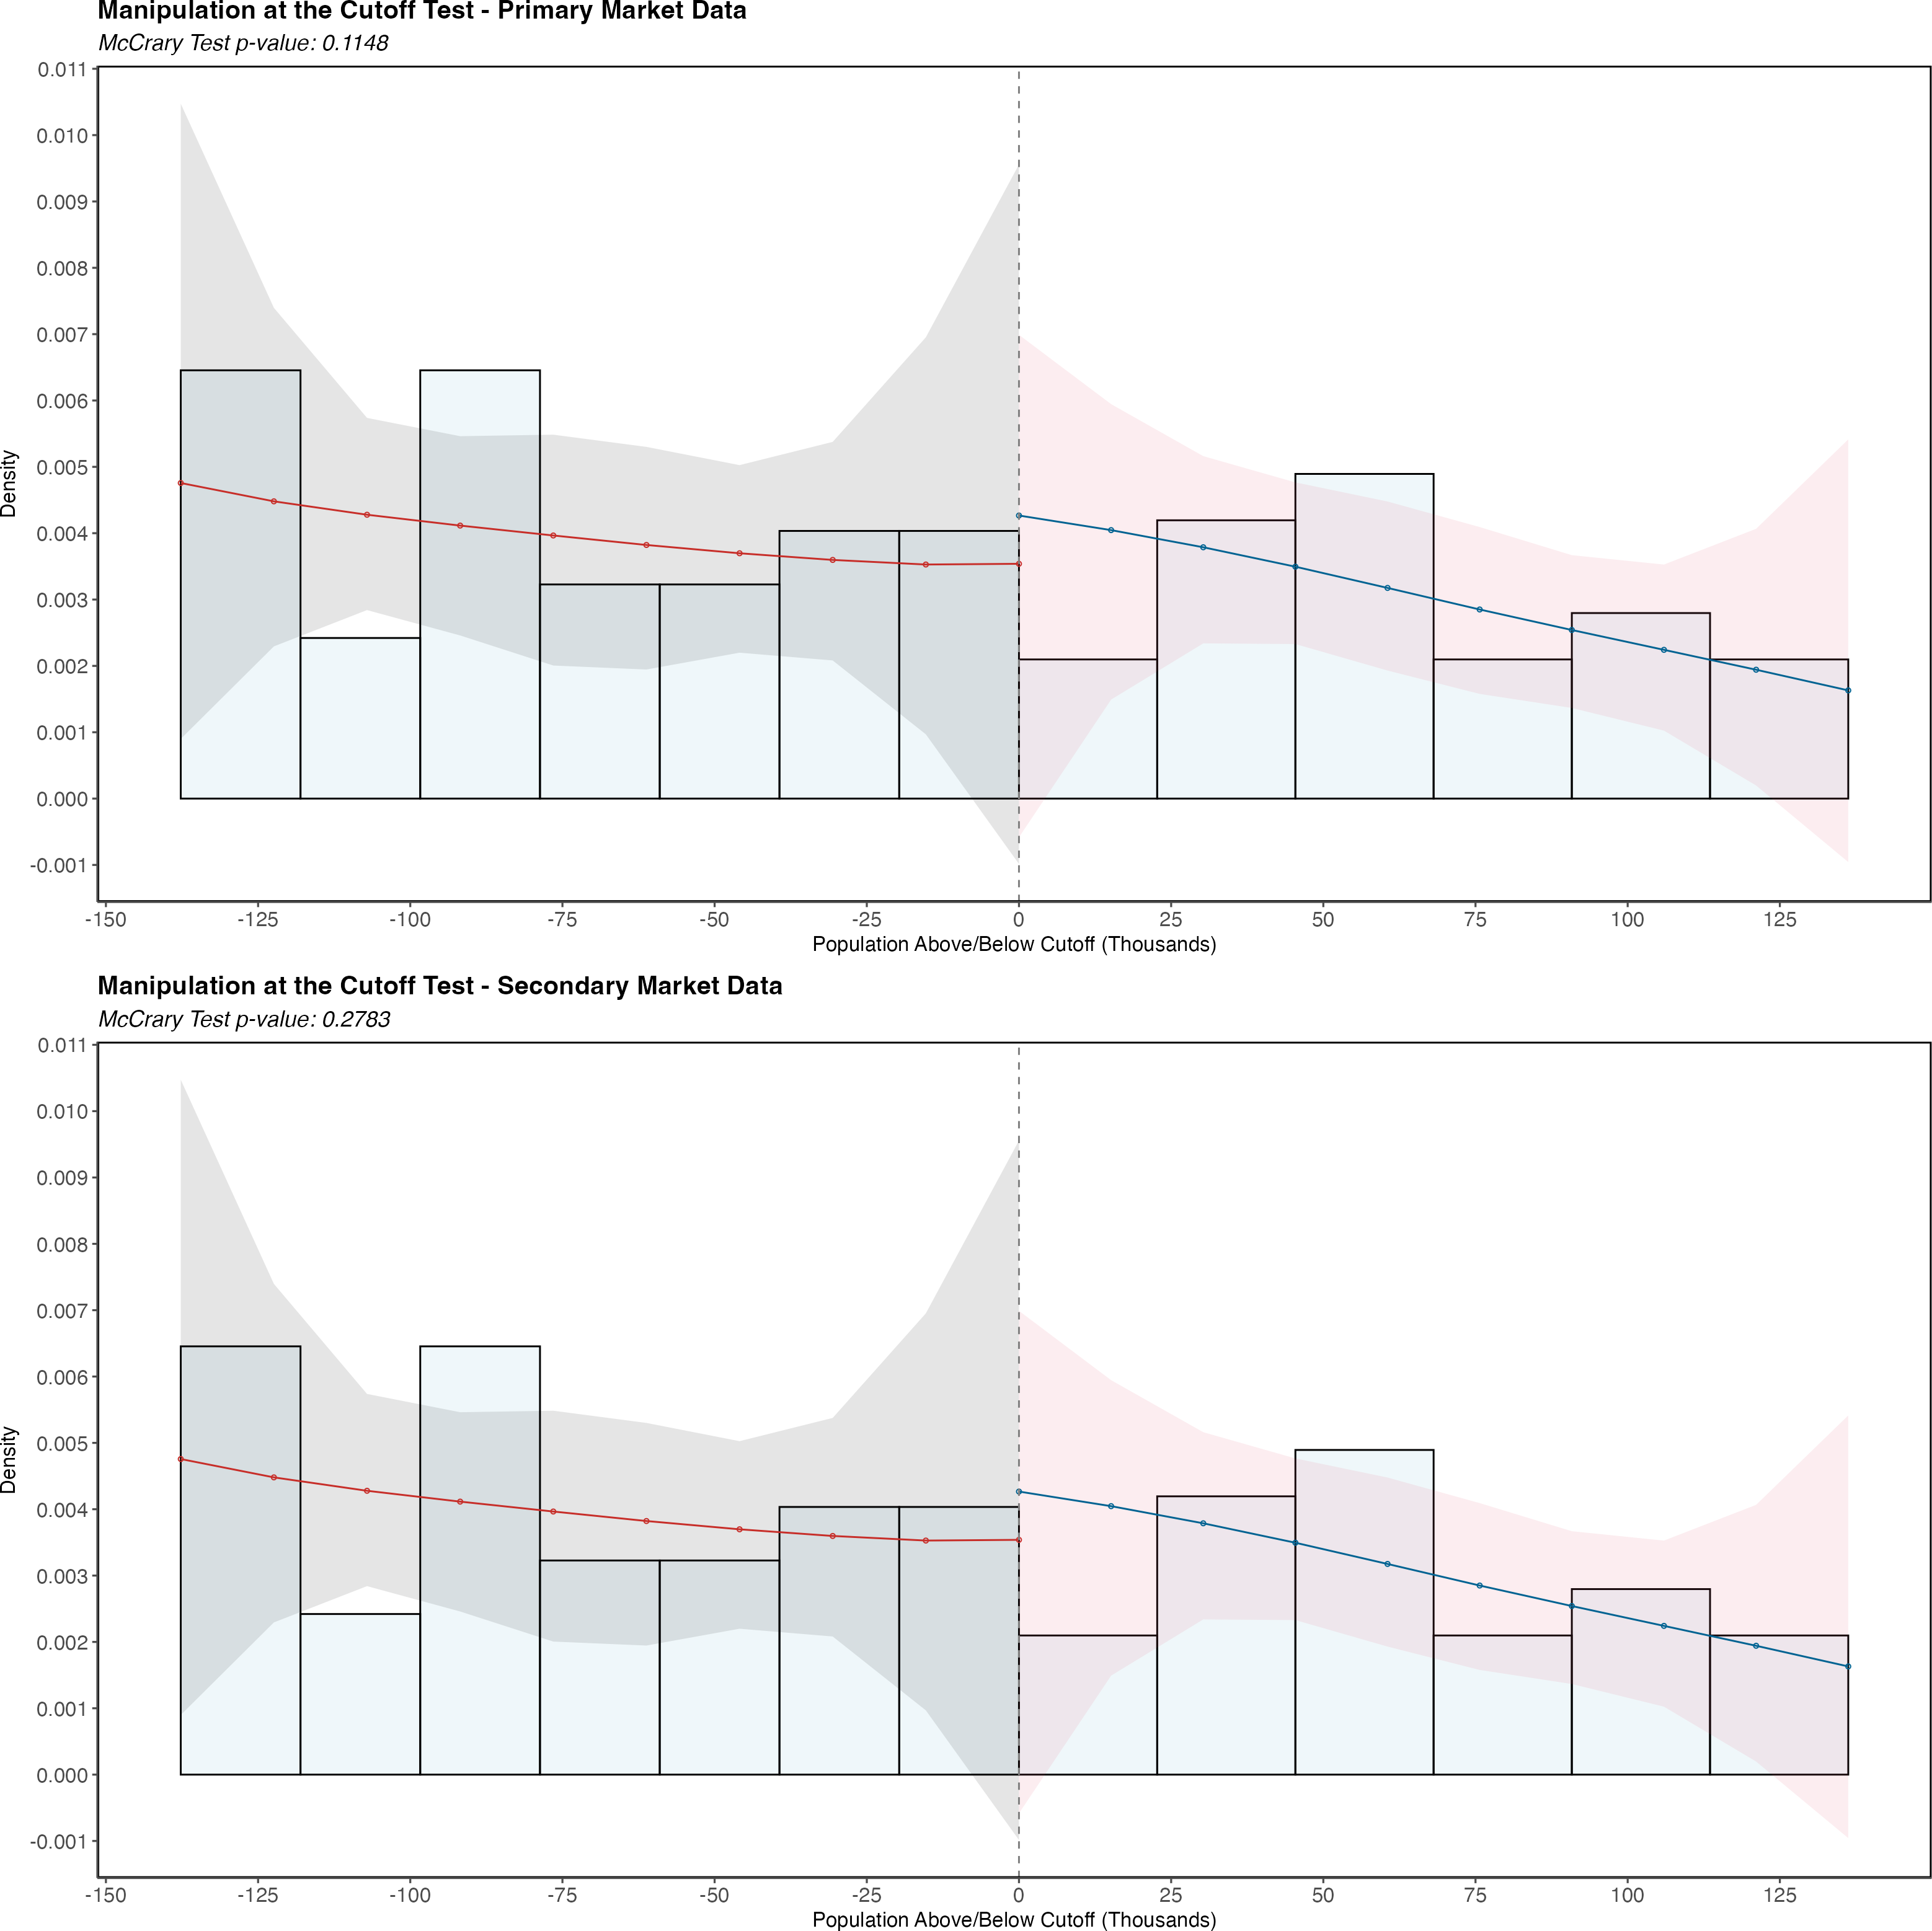 Manipulation at the Cutoff Test - Primary Market Data
McCrary Test p-value: 0.1148
0.011
0.010
0.009
0.008
0.007
0.006
0.005
0.004
0.003
0.002
0.001
0.000
-0.001
Density
-150 -125 -100 -75 -50 -25 0 25 50 75 100 125
Population Above/Below Cutoff (Thousands)
Manipulation at the Cutoff Test - Secondary Market Data
McCrary Test p-value: 0.2783
0.011
0.010
0.009
0.008
0.007
0.006
0.005
0.004
0.003
0.002
0.001
0.000
-0.001
Density
-150 -125 -100 -75 -50 -25 0 25 50 75 100 125
Population Above/Below Cutoff (Thousands)